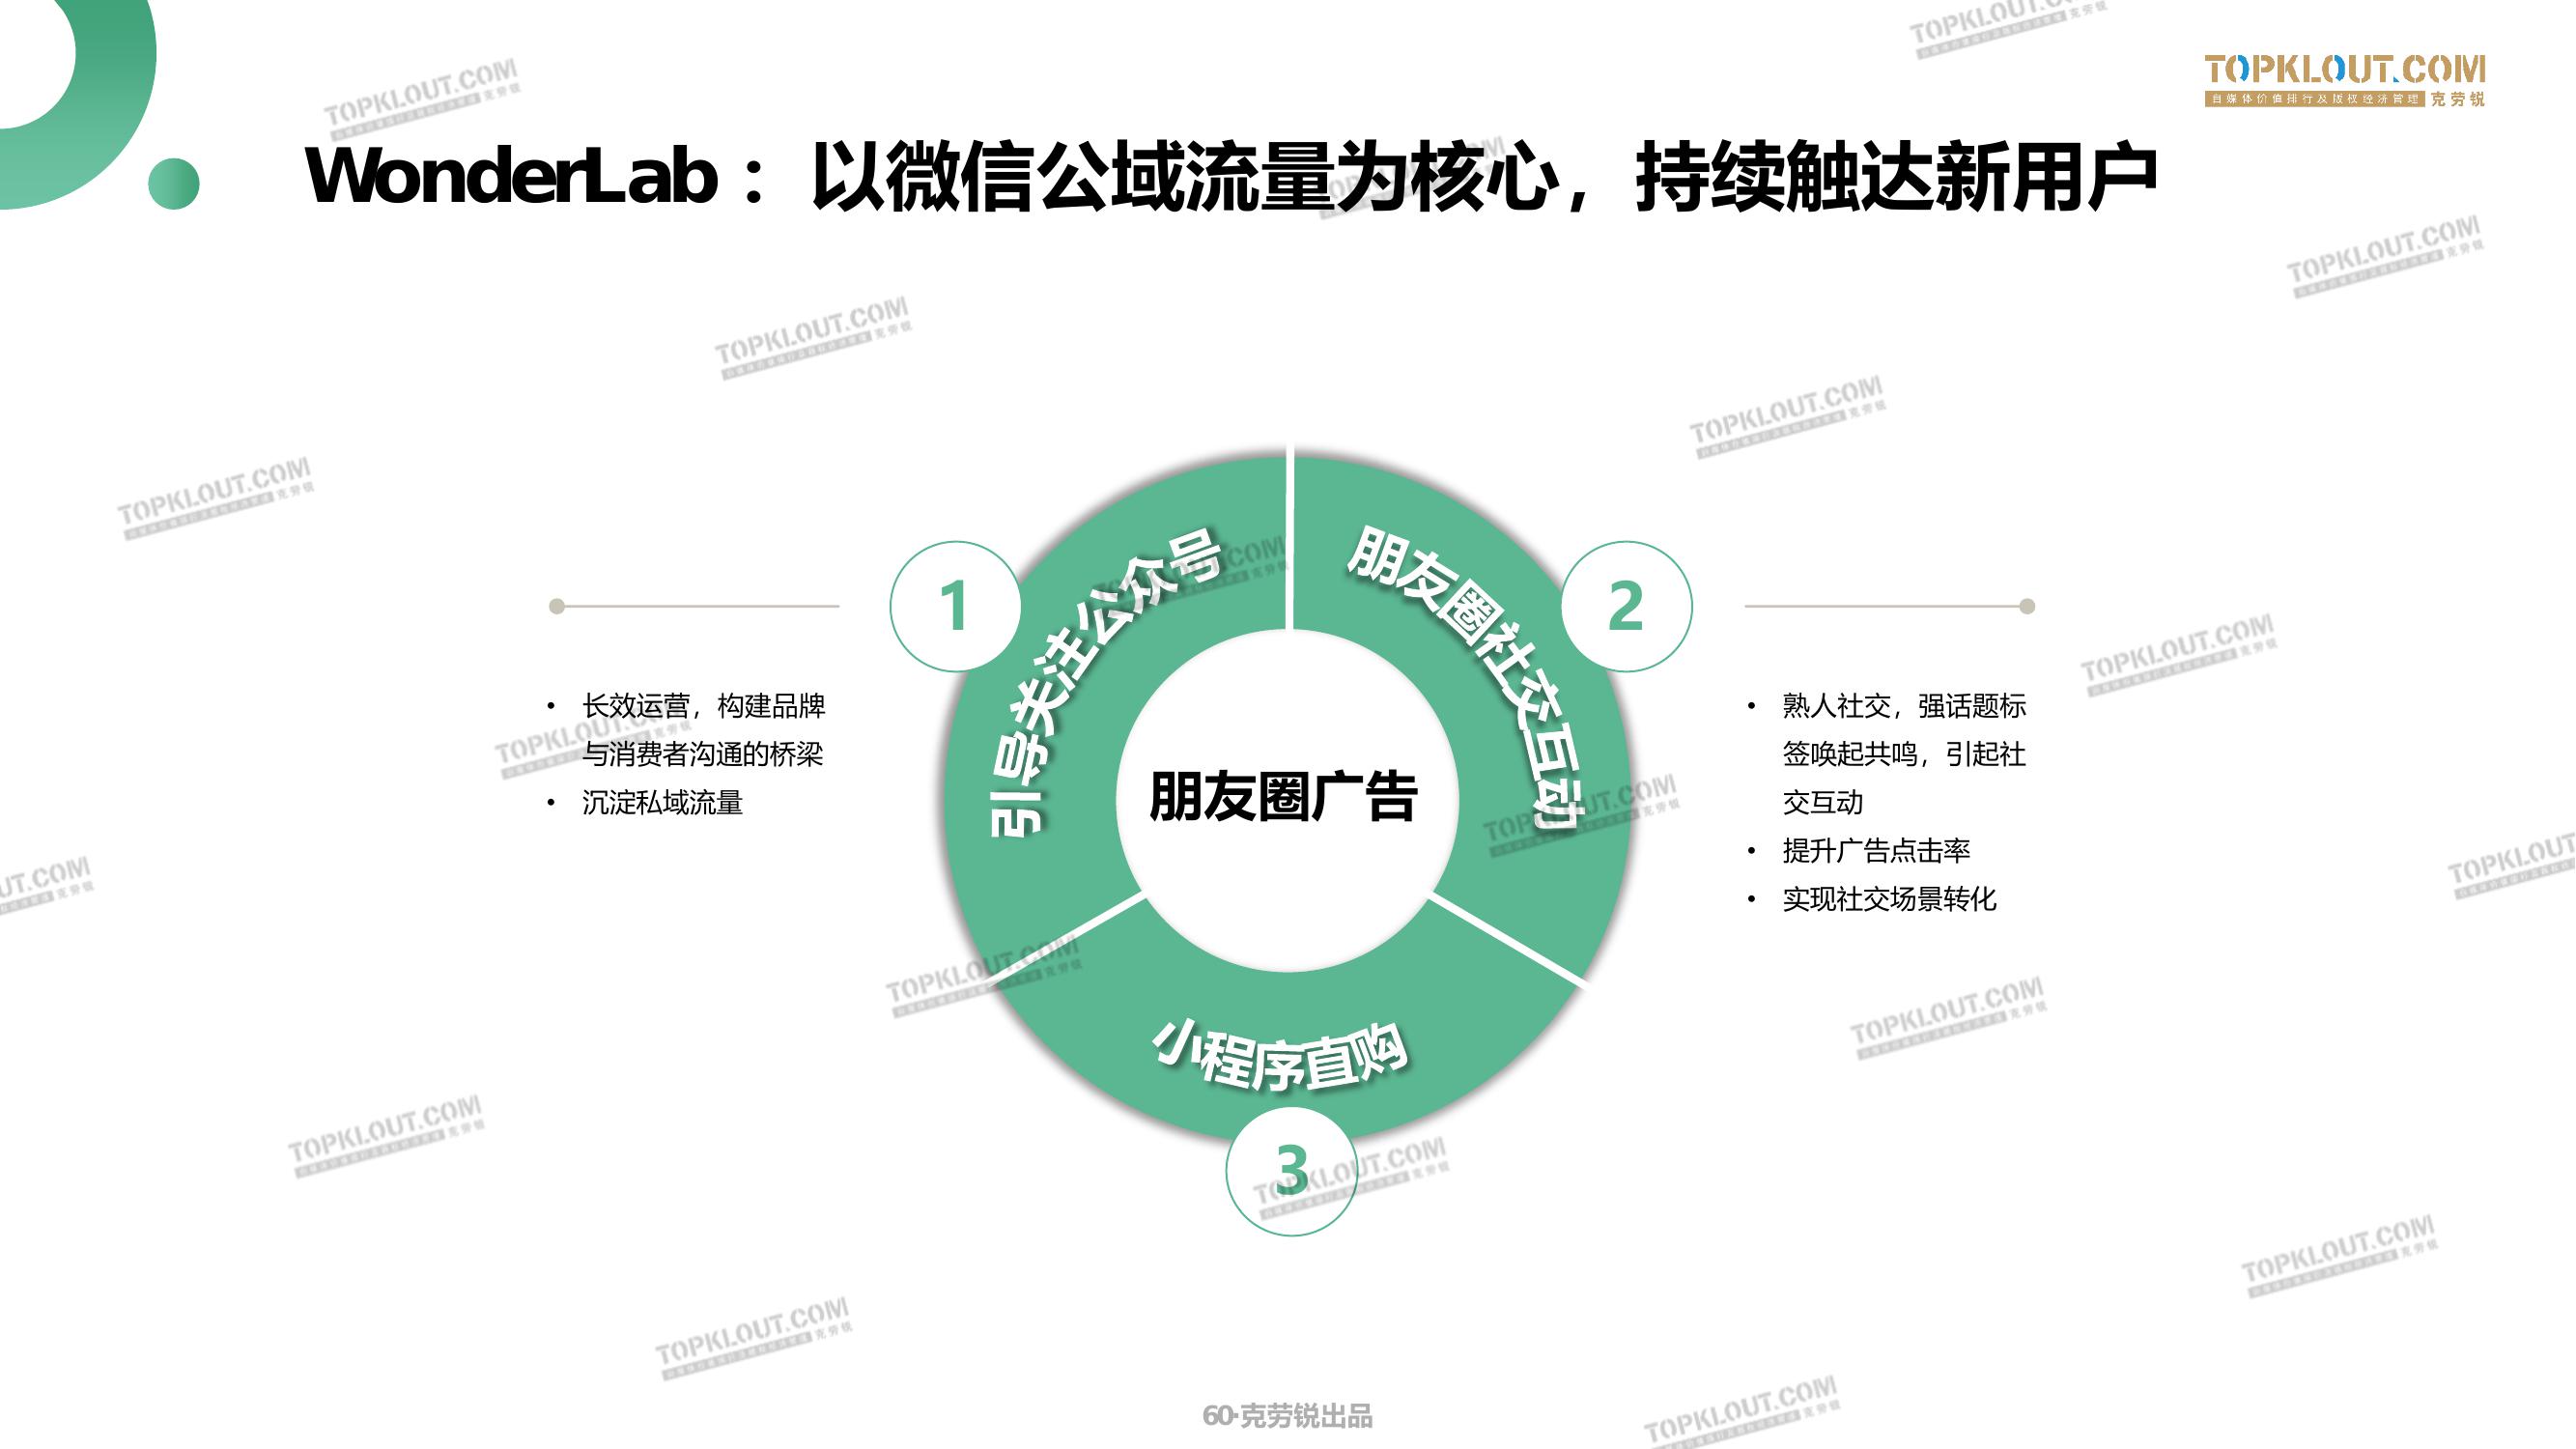 TOPKLOUT.COM
自媒体价值排行及版权经济管理 克劳锐
WonderLab：以微信公域流量为核心，持续触达新用户
1
引导关注公众号
• 长效运营，构建品牌
与消费者沟通的桥梁
• 沉淀私域流量
朋友圈广告
2
朋友圈社交互动
• 熟人社交，强话题标
签唤起共鸣，引起社
交互动
• 提升广告点击率
• 实现社交场景转化
小程序直购
3
60·克劳锐出品